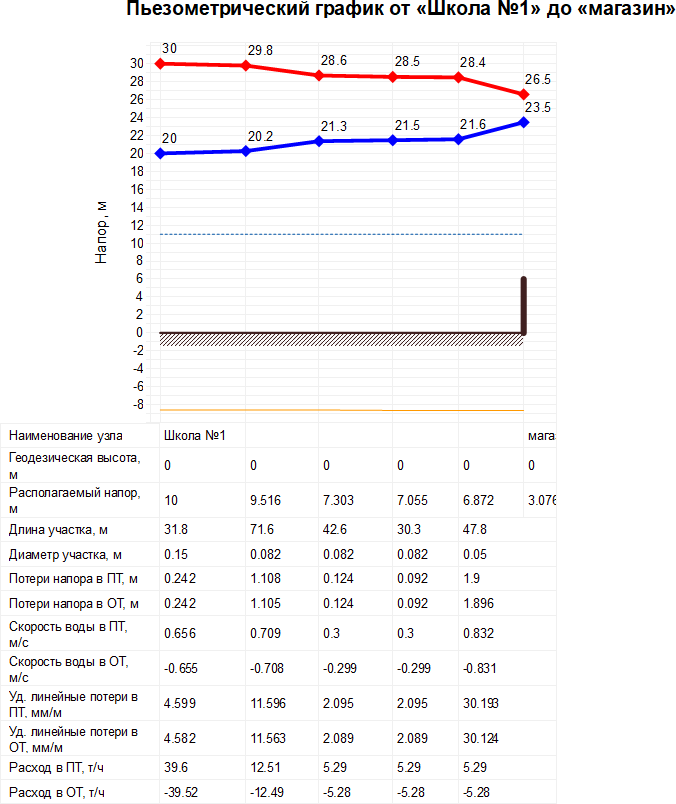 Пьезометрический график от «Школа №1» до «магазин»
30 29.8 28.6 28.5 28.4 26.5
20 20.2 21.3 21.5 21.6 23.5
Напор, м
30
28
26
24
22
20
18
16
14
12
10
8
6
4
2
0
-2
-4
-6
-8
Наименование узла Школа №1 мага
Геодезическая высота, м 0 0 0 0 0 0
Располагаемый напор, м 10 9.516 7.303 7.055 6.872 3.076
Длина участка, м 31.8 71.6 42.6 30.3 47.8
Диаметр участка, м 0.15 0.082 0.082 0.082 0.05
Потери напора в ПТ, м 0.242 1.108 0.124 0.092 1.9
Потери напора в ОТ, м 0.242 1.105 0.124 0.092 1.896
Скорость воды в ПТ, м/с 0.656 0.709 0.3 0.3 0.832
Скорость воды в ОТ, м/с -0.655 -0.708 -0.299 -0.299 -0.831
Уд. линейные потери в ПТ, мм/м 4.599 11.596 2.095 2.095 30.193
Уд. линейные потери в ОТ, мм/м 4.582 11.563 2.089 2.089 30.124
Расход в ПТ, т/ч 39.6 12.51 5.29 5.29 5.29
Расход в ОТ, т/ч -39.52 -12.49 -5.28 -5.28 -5.28